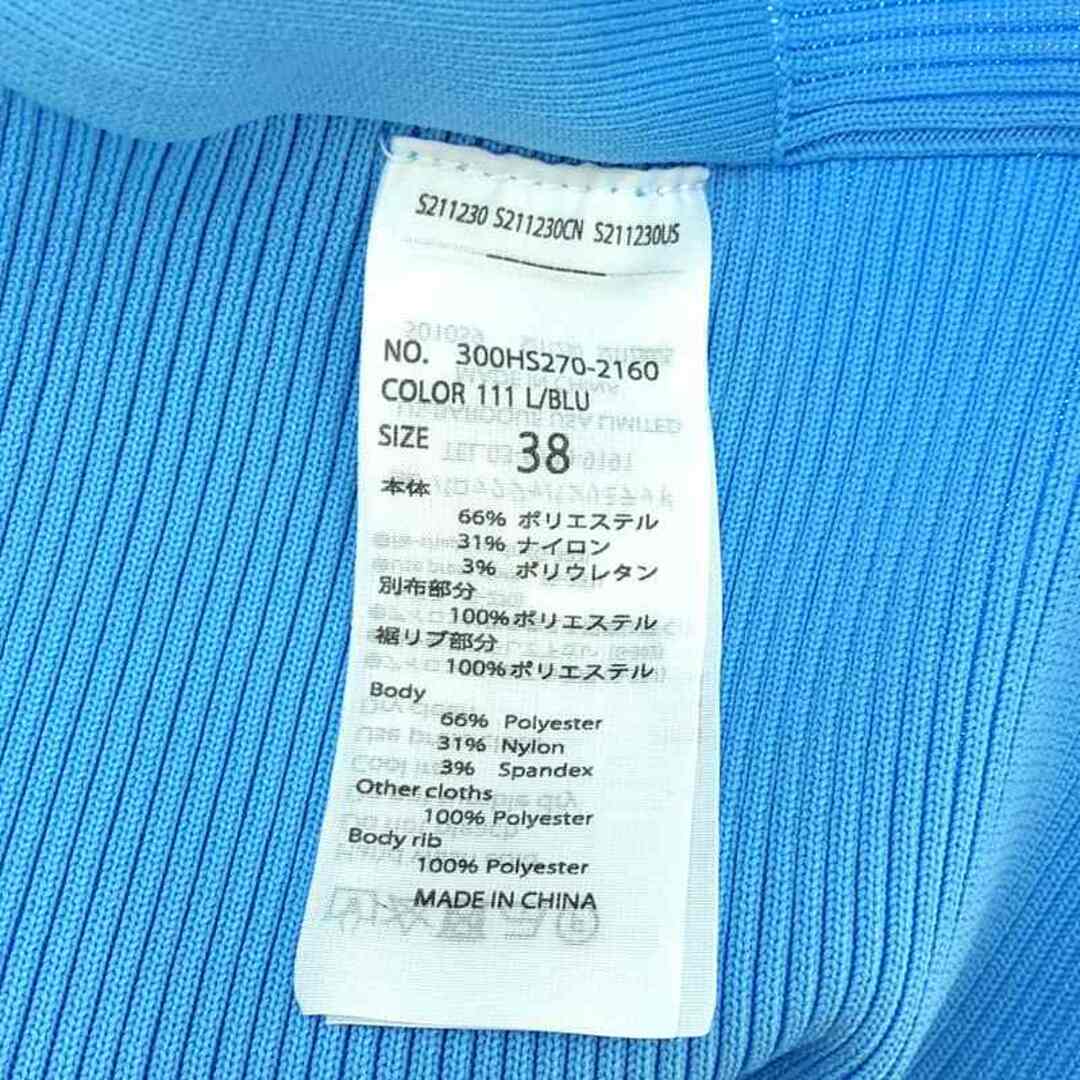 S211230 S211230CN S211230US
NO. 300HS270-2160
COLOR 111 L/BLU
SIZE 38
本体
66% ポリエステル
31% ナイロン
3% ポリウレタン
別布部分
100%ポリエステル
裾リブ部分
100%ポリエステル
Body
66% Polyester
31% Nylon
3% Spandex
Other cloths
100% Polyester
Body rib
100% Polyester
MADE IN CHINA